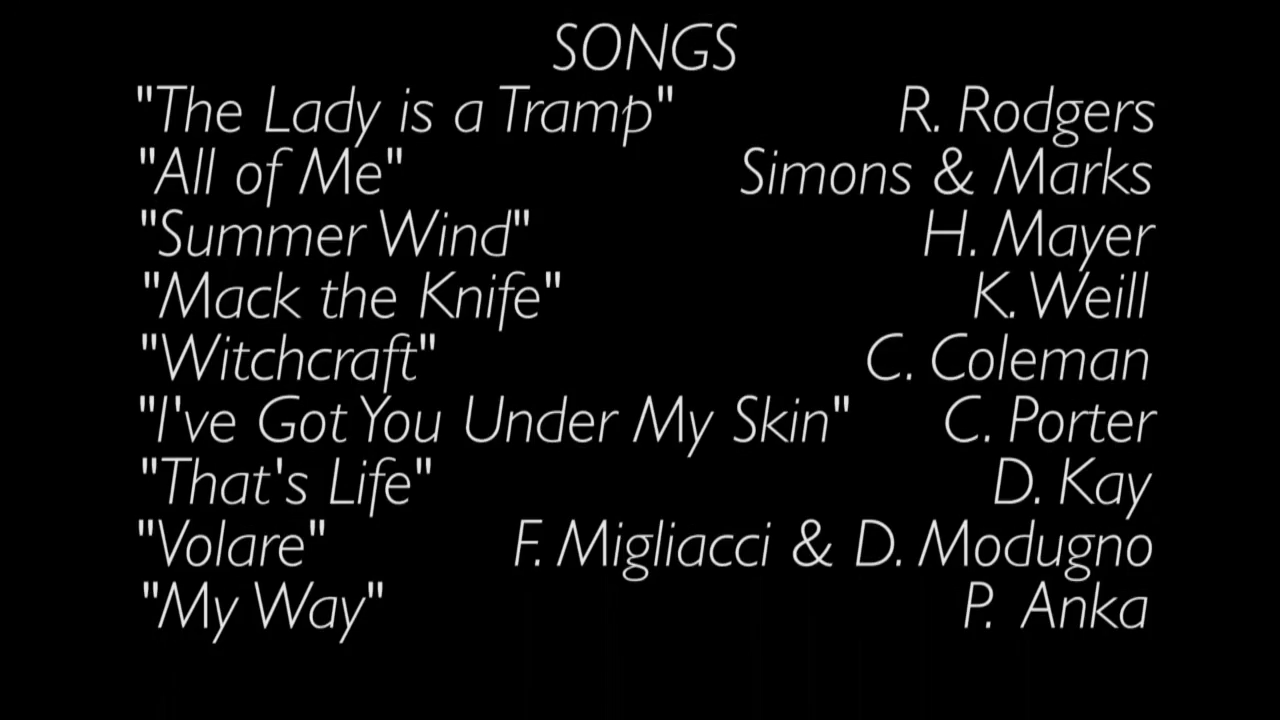 SONGS
"The Lady is a Tramp" R. Rodgers
"All of Me" Simons & Marks
"Summer Wind" H. Mayer
"Mack the Knife" K. Weill
"Witchcraft" C. Coleman
"I've Got You Under My Skin" C. Porter
"That's Life" D. Kay
"Volare" F. Migliacci & D. Modugno
"My Way" P. Anka